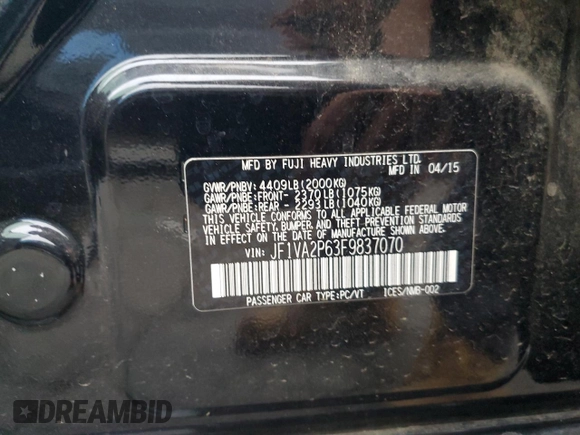 MFD BY FUJI HEAVY INDUSTRIES LTD.
MFD IN 04/15
GVWR/PNBV: 4409LB(2000KG)
GAWR/PNBE:FRONT- 2370LB(1075KG)
GAWR/PNBE:REAR - 2293LB(1040KG)
THIS VEHICLE CONFORMS TO ALL APPLICABLE FEDERAL MOTOR
VEHICLE SAFETY, BUMPER, AND THEFT PREVENTION STANDARDS
IN EFFECT ON THE DATE OF MANUFACTURE SHOWN ABOVE.
VIN: JF1VA2P63F9837070
PASSENGER CAR TYPE:PC/VT ICES/NMB-002
DREAMBID